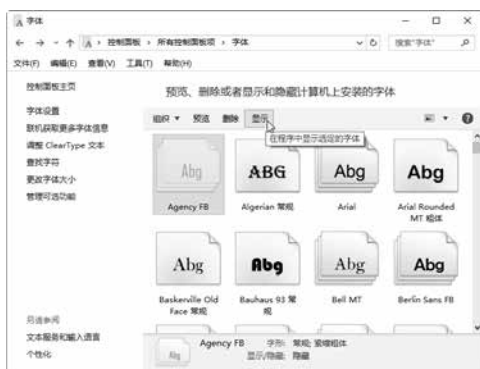 字体
控制面板 › 所有控制面板项 › 字体
搜索"字体"
文件(F) 编辑(E) 查看(V) 工具(T) 帮助(H)
控制面板主页
字体设置
联机获取更多字体信息
调整 ClearType 文本
查找字符
更改字体大小
管理可选功能
另请参阅
文本服务和输入语言
个性化
预览、删除或者显示和隐藏计算机上安装的字体
组织 预览 删除 显示
在程序中显示选定的字体
Abg ABG Abg Abg
Agency FB
Algerian 常规
Arial
Arial Rounded
MT 粗体
Abg Abg Abg Abg
Baskerville Old
Face 常规
Bauhaus 93 常
规
Bell MT
Berlin Sans FB
Abg
Agency FB 字形: 常规; 紧缩粗体
显示/隐藏: 隐藏